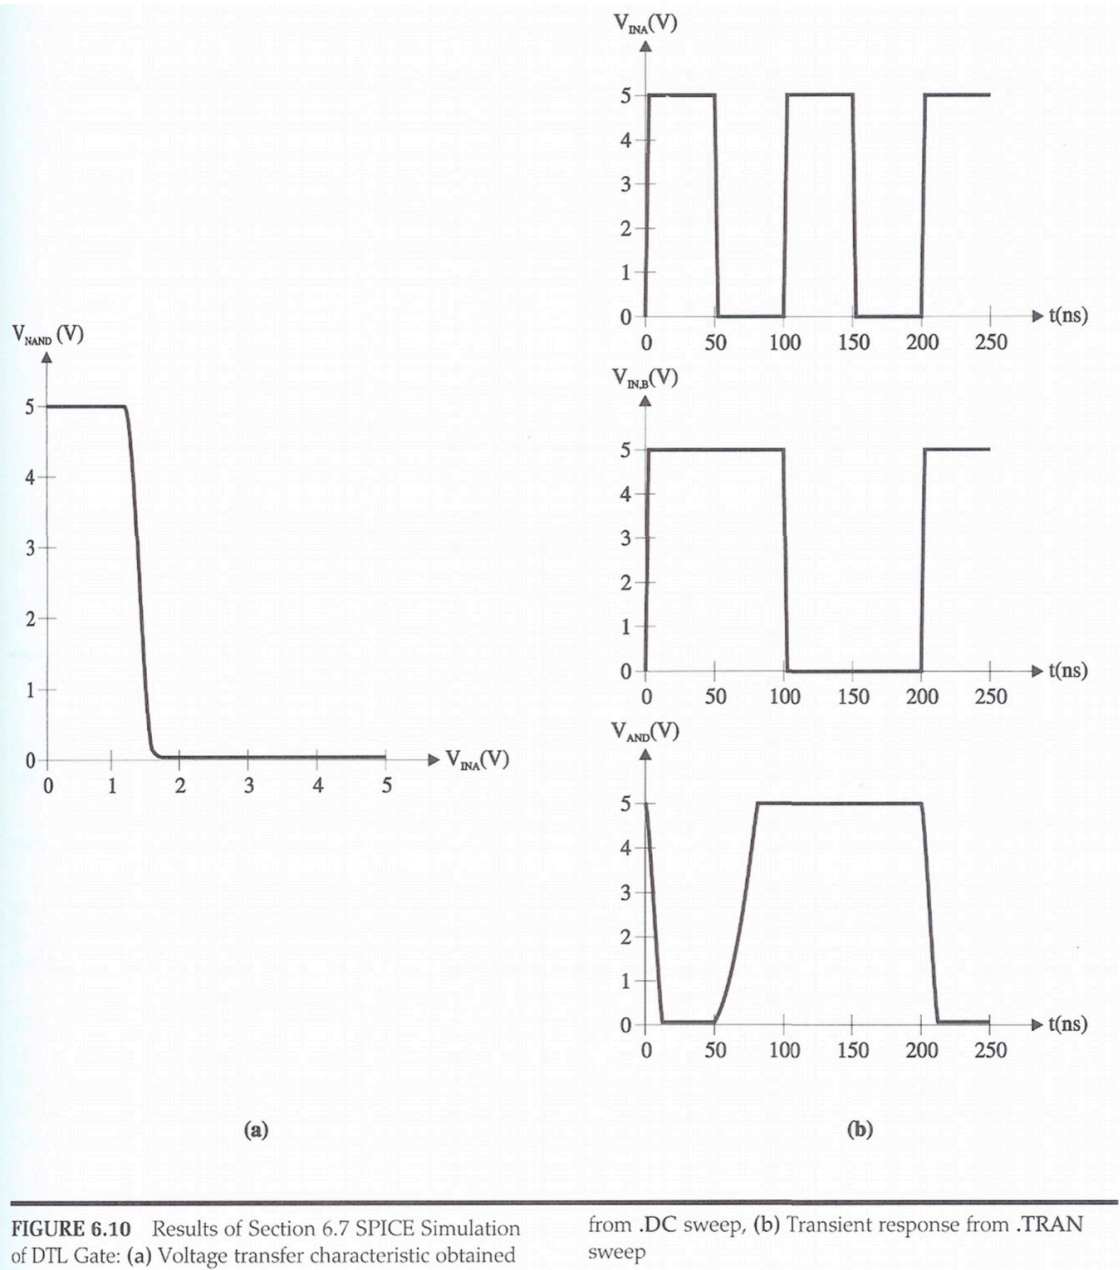 V_NAND (V)
5
4
3
2
1
0
0 1 2 3 4 5
V_INA(V)
(a)
V_INA(V)
5
4
3
2
1
0
0 50 100 150 200 250
t(ns)
V_IN,B(V)
5
4
3
2
1
0
0 50 100 150 200 250
t(ns)
V_AND(V)
5
4
3
2
1
0
0 50 100 150 200 250
t(ns)
(b)
FIGURE 6.10 Results of Section 6.7 SPICE Simulation
of DTL Gate: (a) Voltage transfer characteristic obtained
from .DC sweep, (b) Transient response from .TRAN
sweep